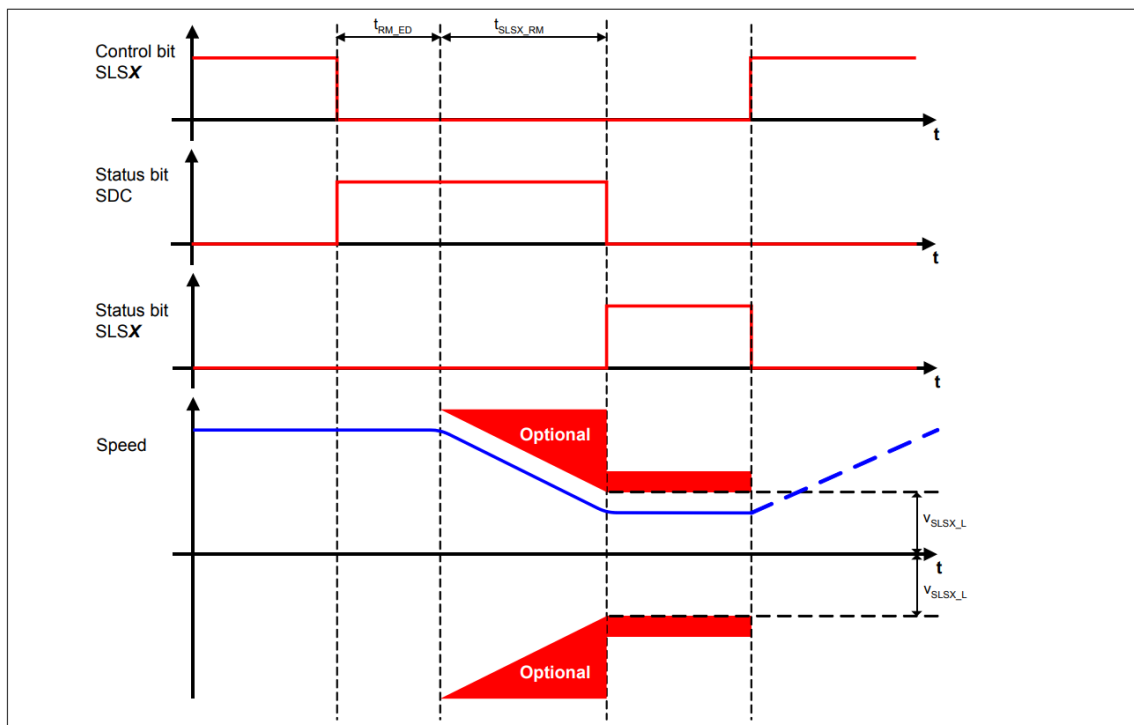 t_RM_ED
t_SLSX_RM
Control bit
SLSX
t
Status bit
SDC
t
Status bit
SLSX
t
Speed
Optional
v_SLSX_L
t
v_SLSX_L
Optional